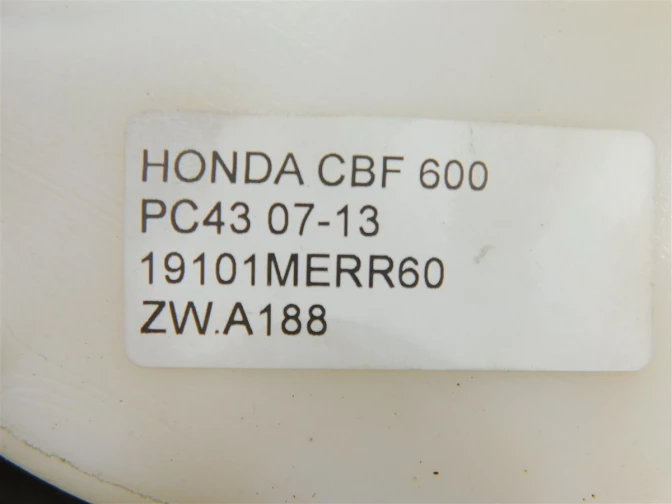 HONDA CBF 600
PC43 07-13
19101MERR60
ZW.A188